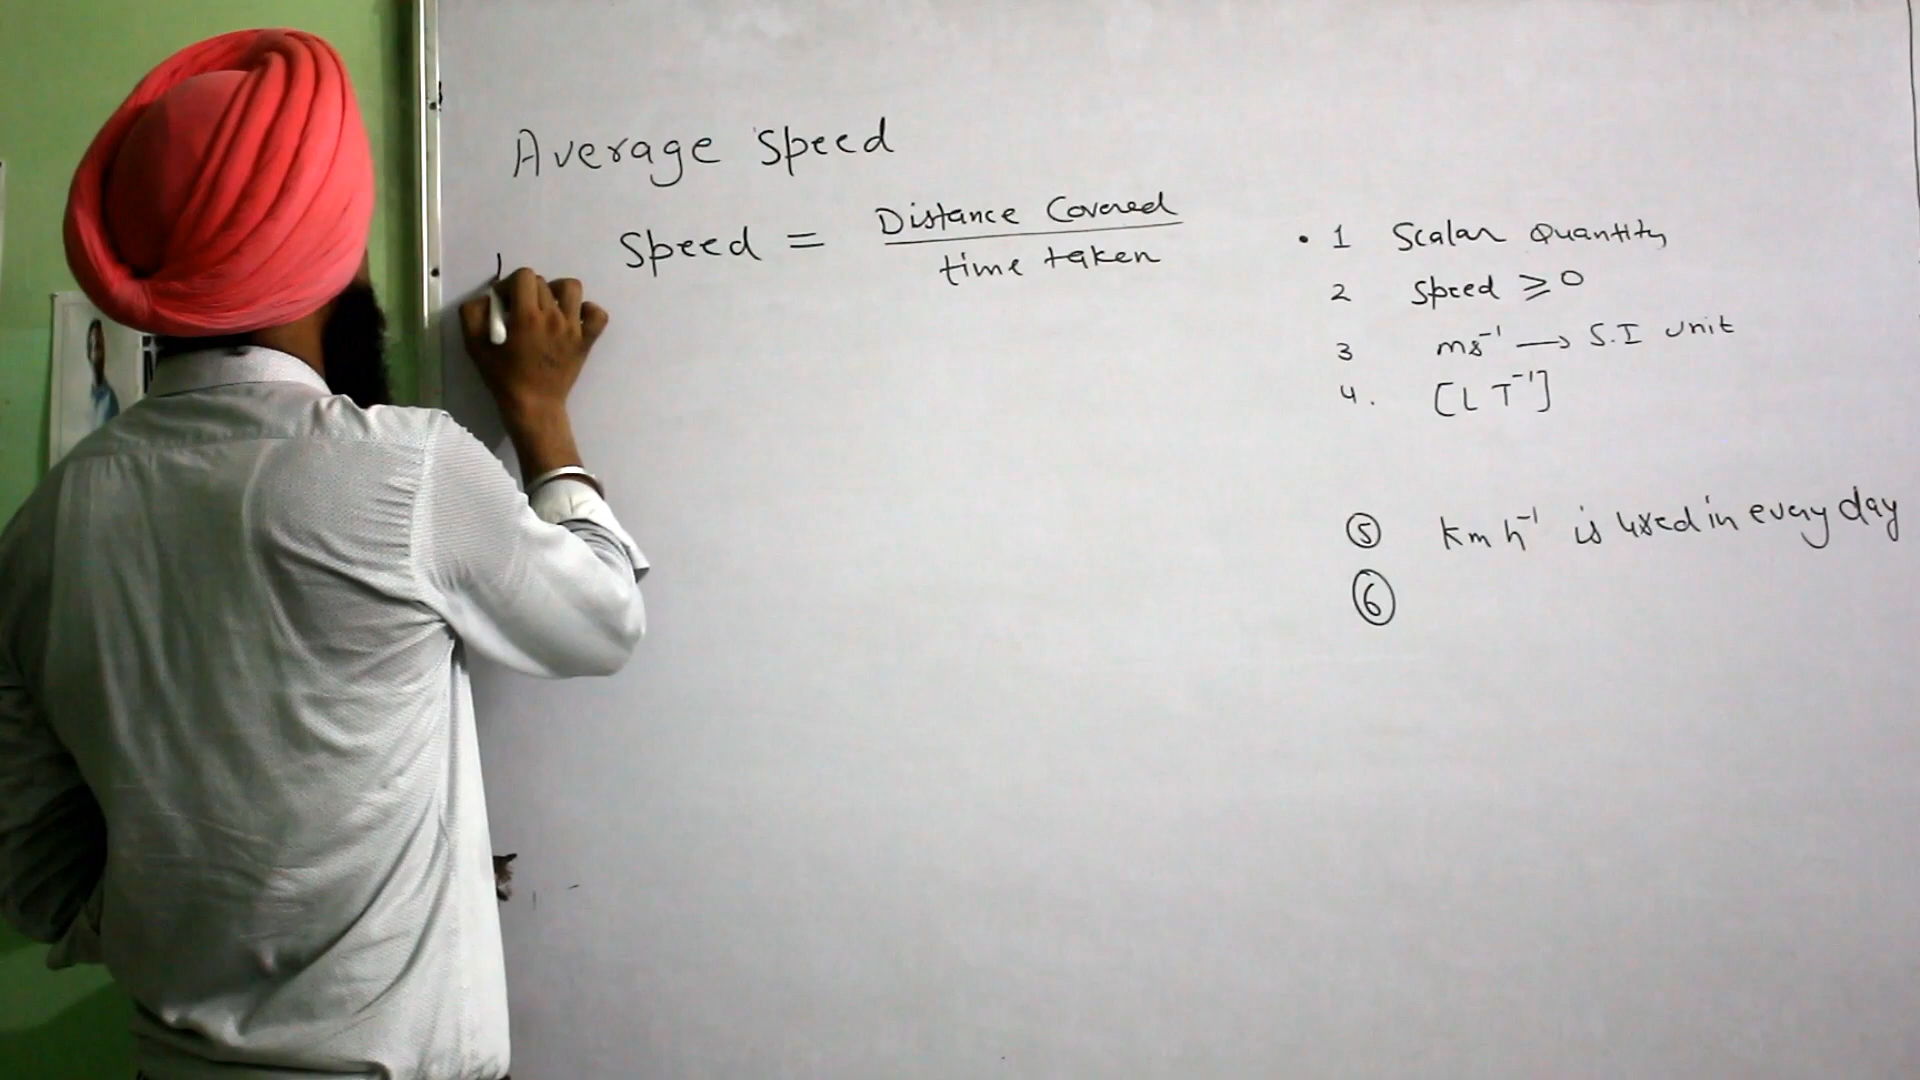 Average Speed
Speed = Distance Covered / time taken
• 1 Scalar Quantity
2 Speed ≥ 0
3 ms⁻¹ → S.I unit
4. [L T⁻¹]
⑤ Km h⁻¹ is used in every day
⑥